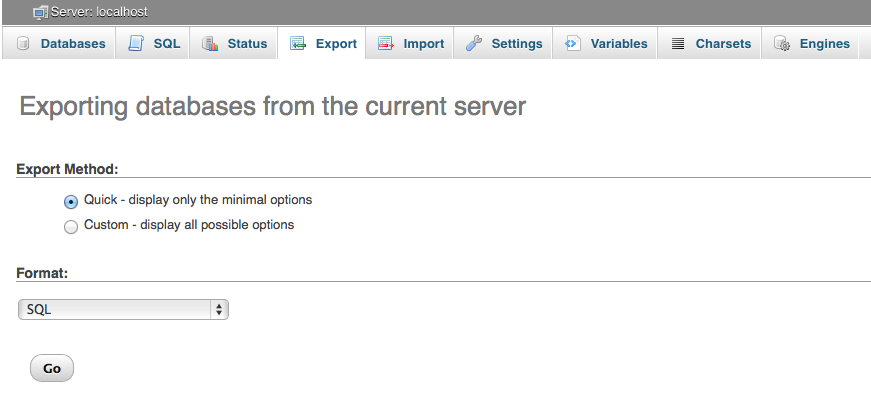 Server: localhost
Databases SQL Status Export Import Settings Variables Charsets Engines
Exporting databases from the current server
Export Method:
Quick - display only the minimal options
Custom - display all possible options
Format:
SQL
Go